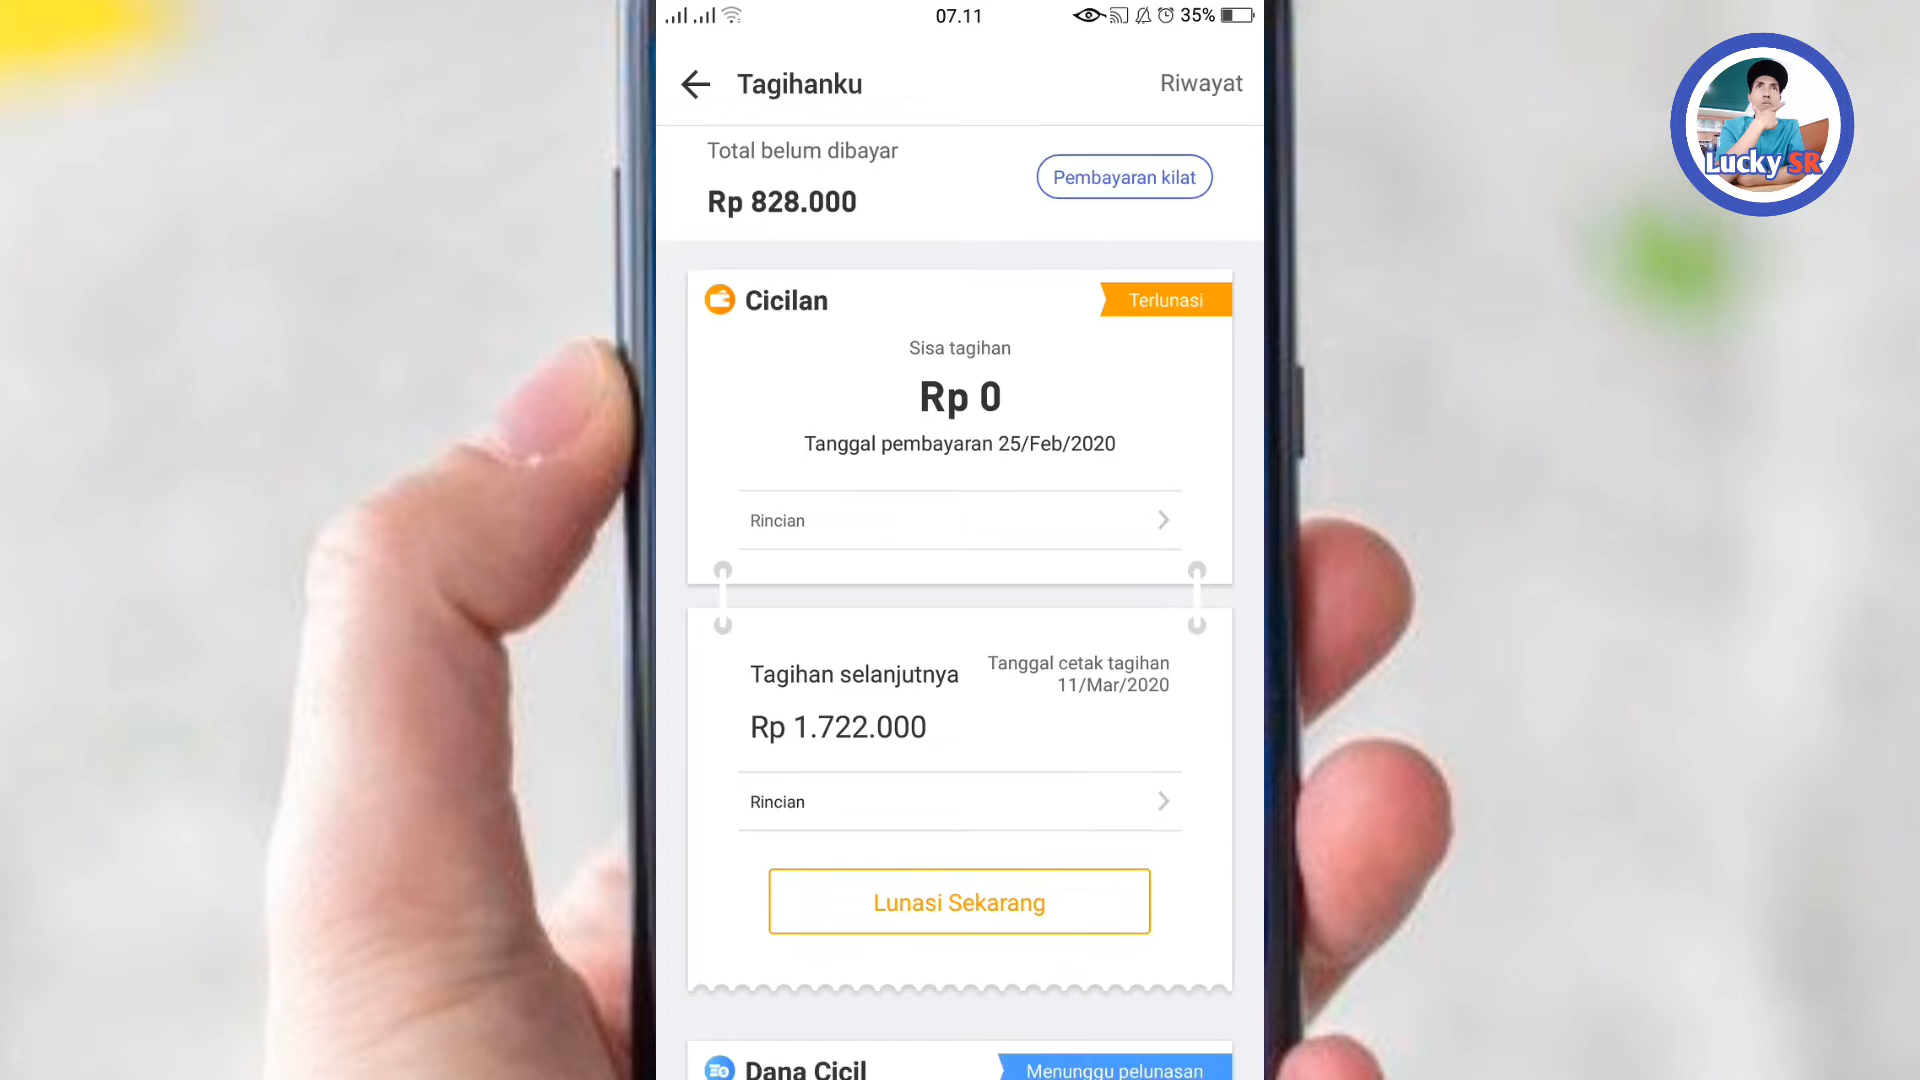 07.11
35%
Tagihanku
Riwayat
Total belum dibayar
Rp 828.000
Pembayaran kilat
Cicilan
Terlunasi
Sisa tagihan
Rp 0
Tanggal pembayaran 25/Feb/2020
Rincian
Tagihan selanjutnya
Tanggal cetak tagihan
11/Mar/2020
Rp 1.722.000
Rincian
Lunasi Sekarang
Dana Cicil
Menunggu pelunasan
Lucky SR